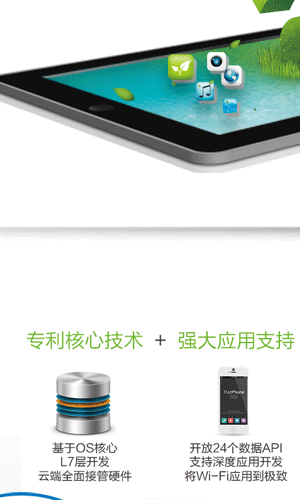 专利核心技术 + 强大应用支持
基于OS核心
L7层开发
云端全面接管硬件
FlatPhone
开放24个数据API
支持深度应用开发
将Wi-Fi应用到极致